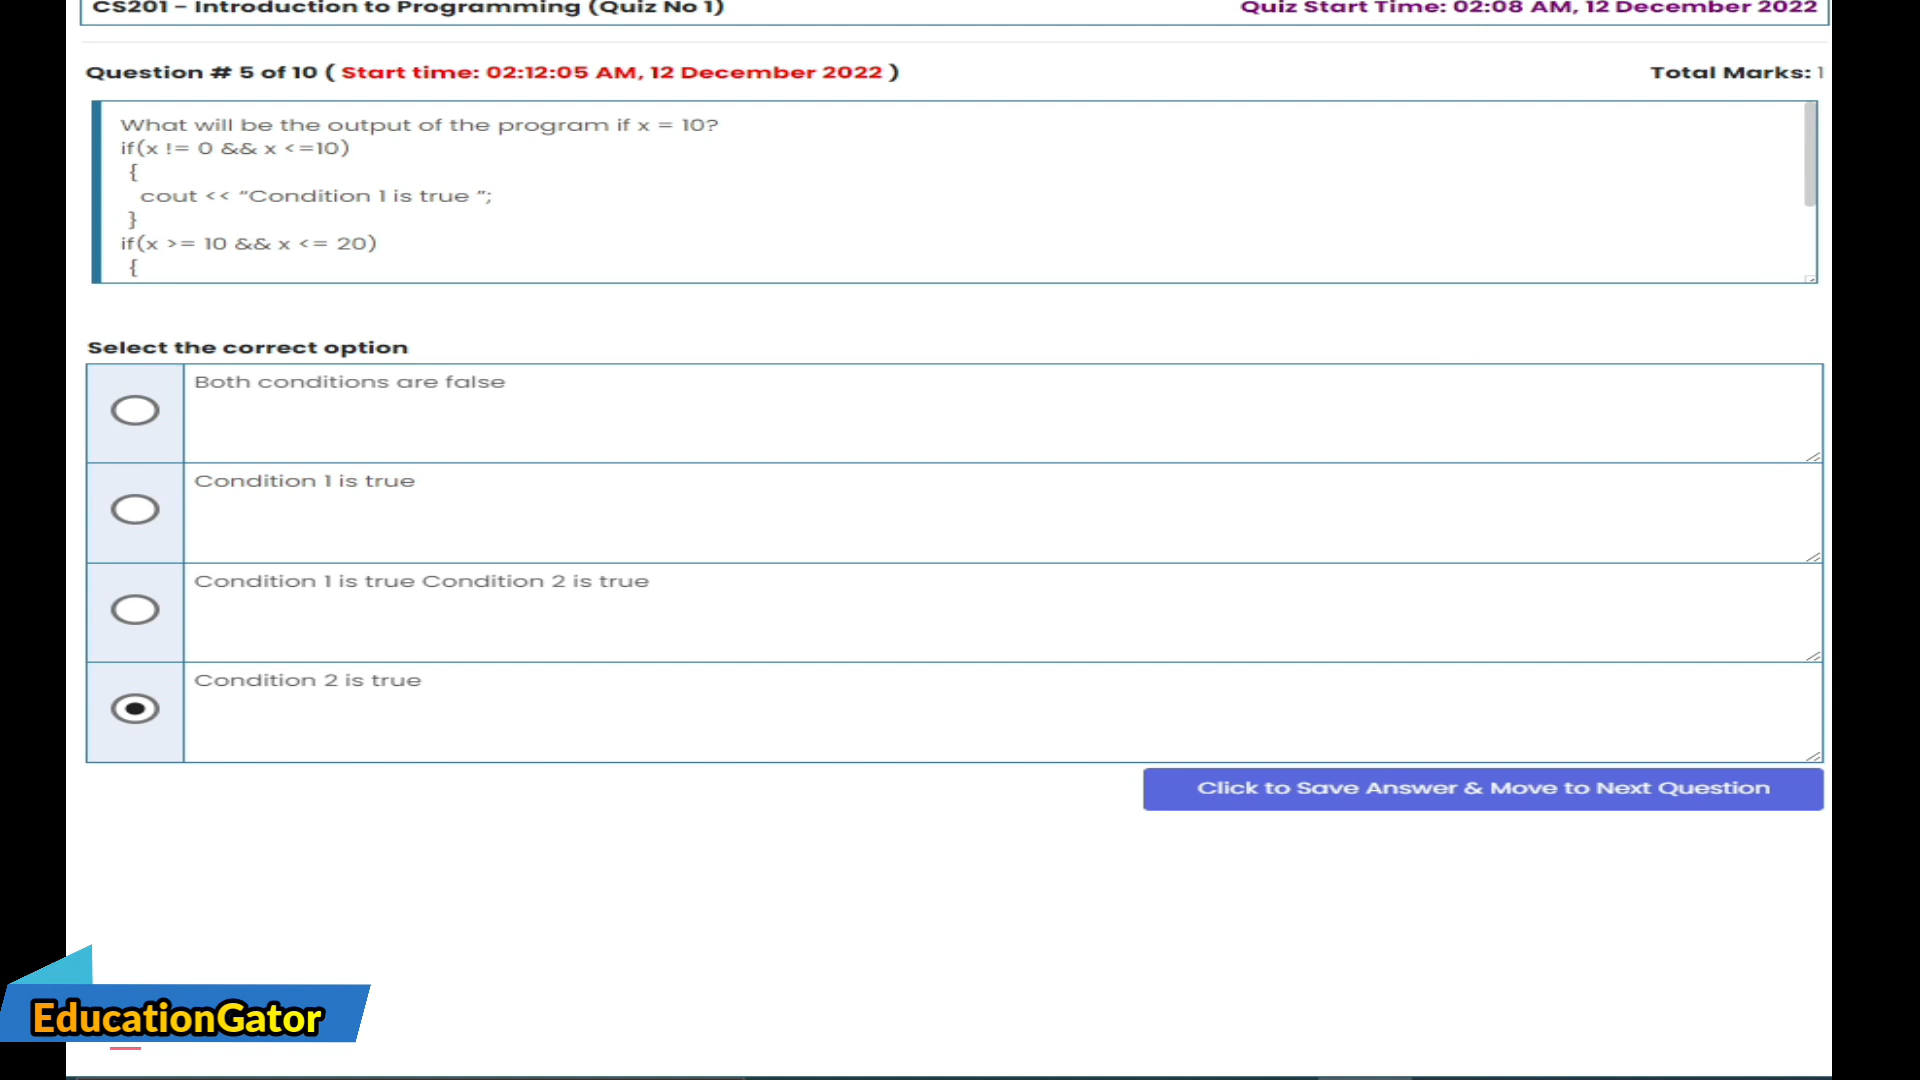 CS201 - Introduction to Programming (Quiz No 1)
Quiz Start Time: 02:08 AM, 12 December 2022
Question # 5 of 10 ( Start time: 02:12:05 AM, 12 December 2022 )
Total Marks: 1
What will be the output of the program if x = 10?
if(x != 0 && x <=10)
{
cout << “Condition 1 is true ”;
}
if(x >= 10 && x <= 20)
{
Select the correct option
Both conditions are false
Condition 1 is true
Condition 1 is true Condition 2 is true
Condition 2 is true
Click to Save Answer & Move to Next Question
EducationGator